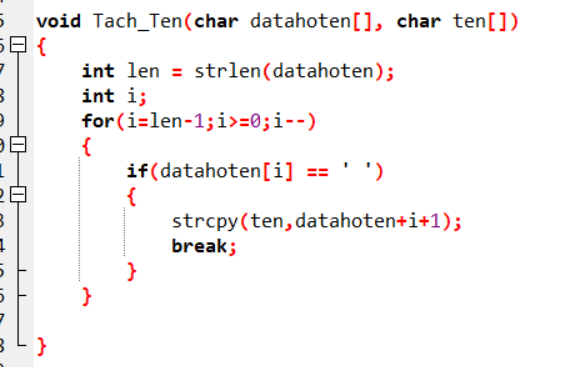 void Tach_Ten(char datahoten[], char ten[])
{
int len = strlen(datahoten);
int i;
for(i=len-1;i>=0;i--)
{
if(datahoten[i] == ' ')
{
strcpy(ten,datahoten+i+1);
break;
}
}
}